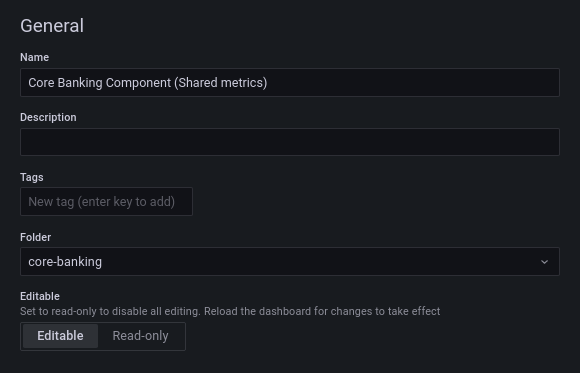 General
Name
Core Banking Component (Shared metrics)
Description
Tags
New tag (enter key to add)
Folder
core-banking
Editable
Set to read-only to disable all editing. Reload the dashboard for changes to take effect
Editable Read-only